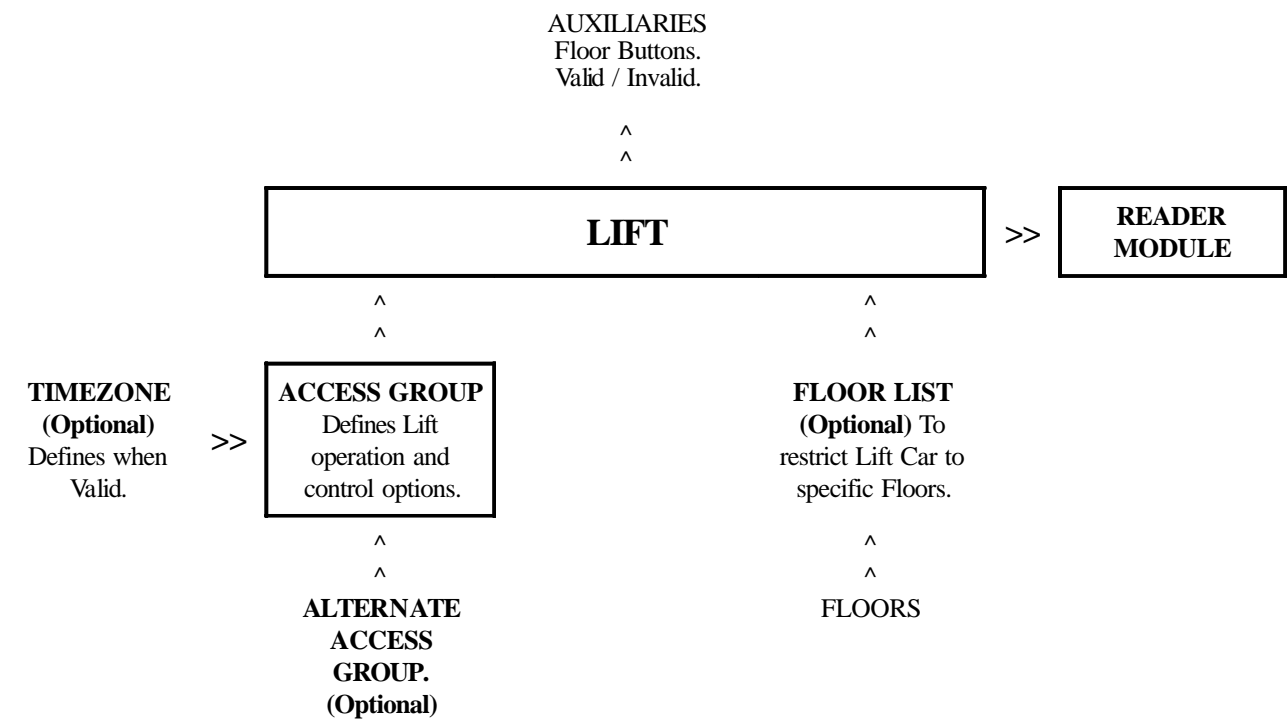 AUXILIARIES
Floor Buttons.
Valid / Invalid.
^
^
LIFT
>>
READER
MODULE
^
^
^
^
TIMEZONE
(Optional)
Defines when
Valid.
>>
ACCESS GROUP
Defines Lift
operation and
control options.
FLOOR LIST
(Optional) To
restrict Lift Car to
specific Floors.
^
^
^
^
ALTERNATE
ACCESS
GROUP.
(Optional)
FLOORS